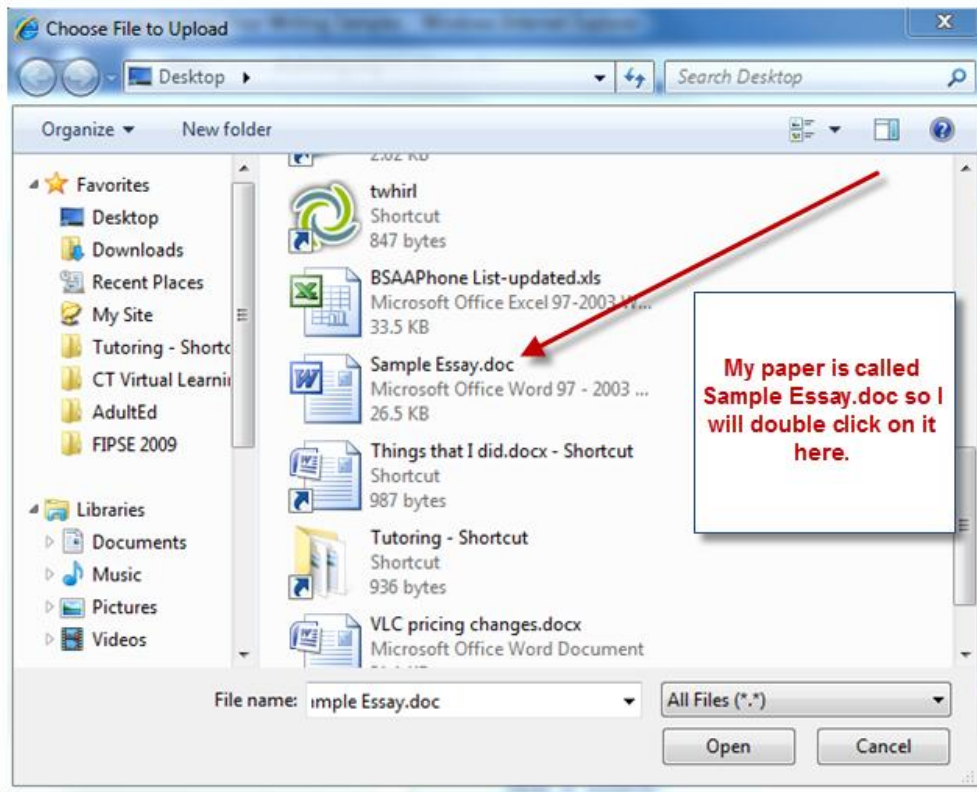 Choose File to Upload
Desktop
Search Desktop
Organize
New folder
Favorites
Desktop
Downloads
Recent Places
My Site
Tutoring - Shortc
CT Virtual Learnin
AdultEd
FIPSE 2009
Libraries
Documents
Music
Pictures
Videos
2.02 KB
twhirl
Shortcut
847 bytes
BSAAPhone List-updated.xls
Microsoft Office Excel 97-2003 W...
33.5 KB
Sample Essay.doc
Microsoft Office Word 97 - 2003 ...
26.5 KB
Things that I did.docx - Shortcut
Shortcut
987 bytes
Tutoring - Shortcut
Shortcut
936 bytes
VLC pricing changes.docx
Microsoft Office Word Document
My paper is called
Sample Essay.doc so I
will double click on it
here.
File name: mple Essay.doc
All Files (*.*)
Open
Cancel